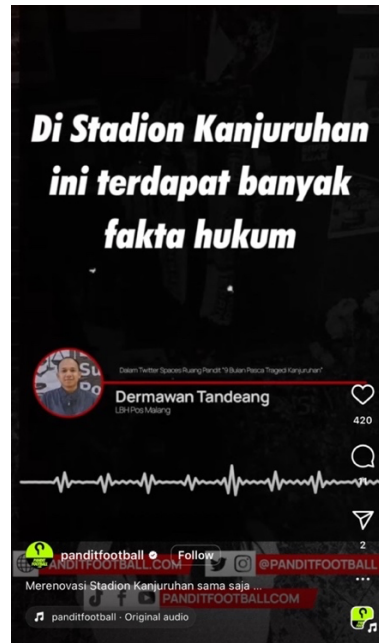 Di Stadion Kanjuruhan
ini terdapat banyak
fakta hukum
Dalam Twitter Spaces Ruang Pandit "9 Bulan Pasca Tragedi Kanjuruhan"
Dermawan Tandeang
LBH Pos Malang
420
11
2
panditfootball
Follow
PANDITFOOTBALL.COM
@PANDITFOOTBALL
Merenovasi Stadion Kanjuruhan sama saja ...
PANDITFOOTBALL.COM
panditfootball · Original audio